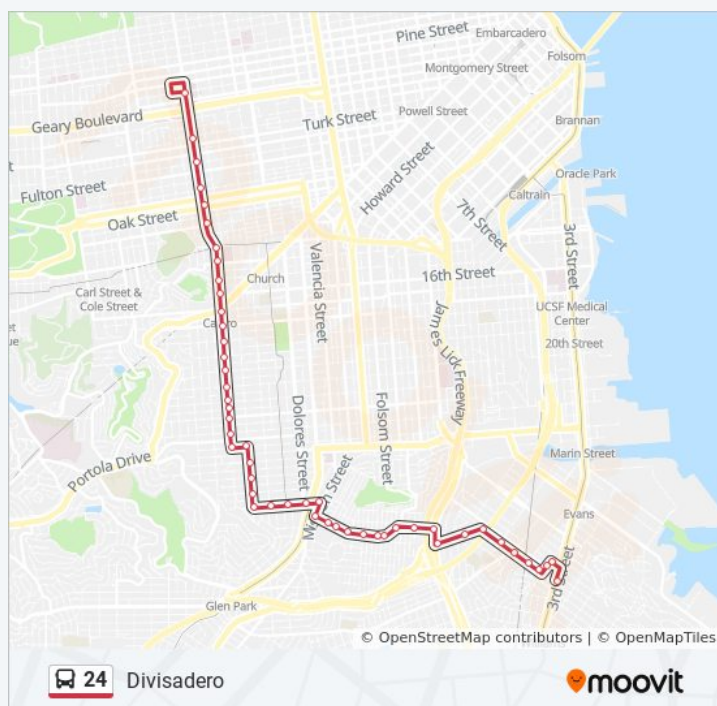 Pine Street
Embarcadero
Folsom
Montgomery Street
Geary Boulevard
Turk Street
Powell Street
Brannan
Howard Street
Oracle Park
Fulton Street
Caltrain
Oak Street
7th Street
3rd Street
Valencia Street
Church
16th Street
Carl Street &
Cole Street
UCSF Medical
Center
James Lick Freeway
20th Street
Dolores Street
Folsom Street
Portola Drive
Marin Street
Evans
Glen Park
3rd Street
© OpenStreetMap contributors | © OpenMapTiles
24 Divisadero
moovit